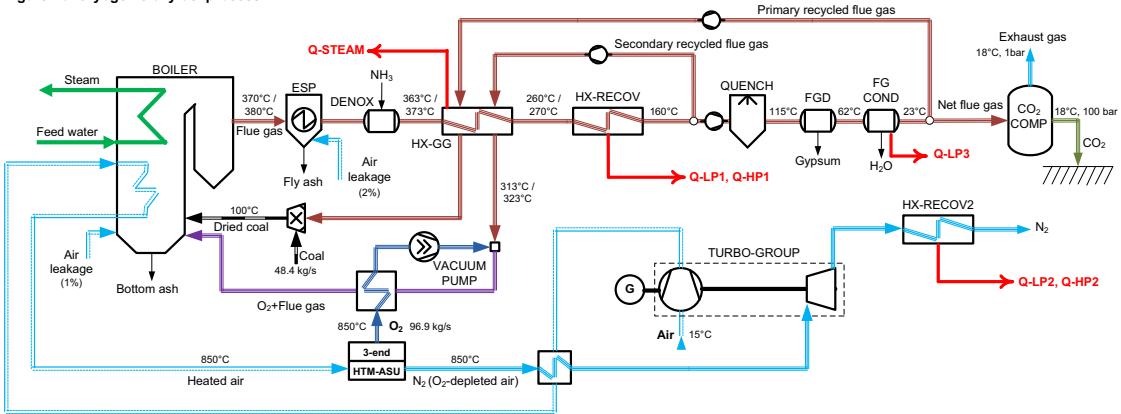 Primary recycled flue gas
Exhaust gas
18°C, 1bar
Q-STEAM
Secondary recycled flue gas
BOILER
Steam
ESP
NH3
DENOX
370°C /
380°C
Flue gas
363°C /
373°C
HX-GG
260°C /
270°C
HX-RECOV
160°C
QUENCH
115°C
FGD
62°C
FG
COND
23°C
Net flue gas
CO2
COMP
18°C, 100 bar
CO2
Feed water
Air
leakage
(2%)
Fly ash
Gypsum
H2O
Q-LP3
Q-LP1, Q-HP1
313°C /
323°C
100°C
Dried coal
Coal
48.4 kg/s
HX-RECOV2
N2
Air
leakage
(1%)
Bottom ash
VACUUM
PUMP
TURBO-GROUP
G
Q-LP2, Q-HP2
O2+Flue gas
850°C
O2
96.9 kg/s
Air
15°C
850°C
Heated air
3-end
HTM-ASU
850°C
N2 (O2-depleted air)